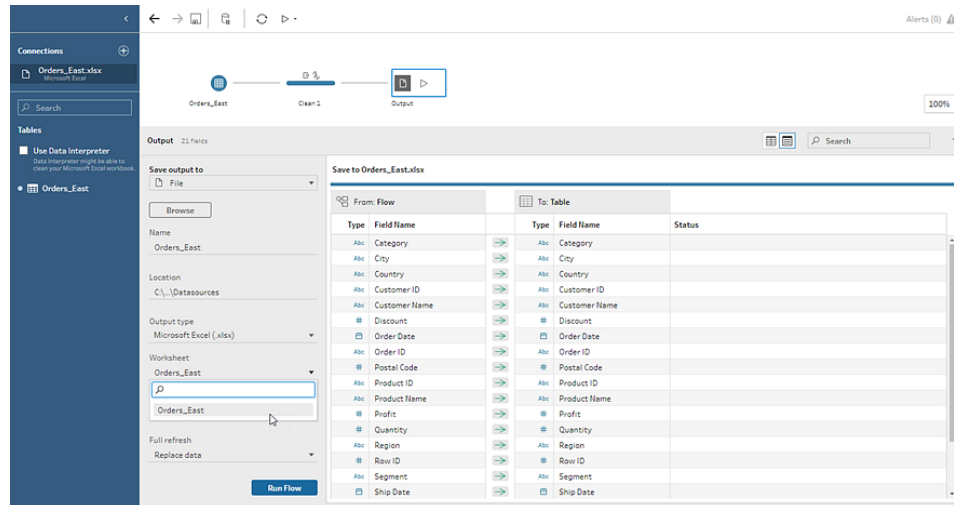 Alerts (0)
Connections
Orders_East.xlsx
Microsoft Excel
Search
Tables
Use Data Interpreter
Data Interpreter might be able to
clean your Microsoft Excel workbook.
Orders_East
Orders_East
Clean 1
Output
100%
Output 21 fields
Search
Save output to
File
Browse
Name
Orders_East
Location
C:\...\Datasources
Output type
Microsoft Excel (.xlsx)
Worksheet
Orders_East
Orders_East
Full refresh
Replace data
Run Flow
Save to Orders_East.xlsx
From: Flow To: Table
Type Field Name Type Field Name Status
Abc Category Abc Category
Abc City Abc City
Abc Country Abc Country
Abc Customer ID Abc Customer ID
Abc Customer Name Abc Customer Name
# Discount # Discount
Order Date Order Date
Abc Order ID Abc Order ID
# Postal Code # Postal Code
Abc Product ID Abc Product ID
Abc Product Name Abc Product Name
# Profit # Profit
# Quantity # Quantity
Abc Region Abc Region
# Row ID # Row ID
Abc Segment Abc Segment
Ship Date Ship Date